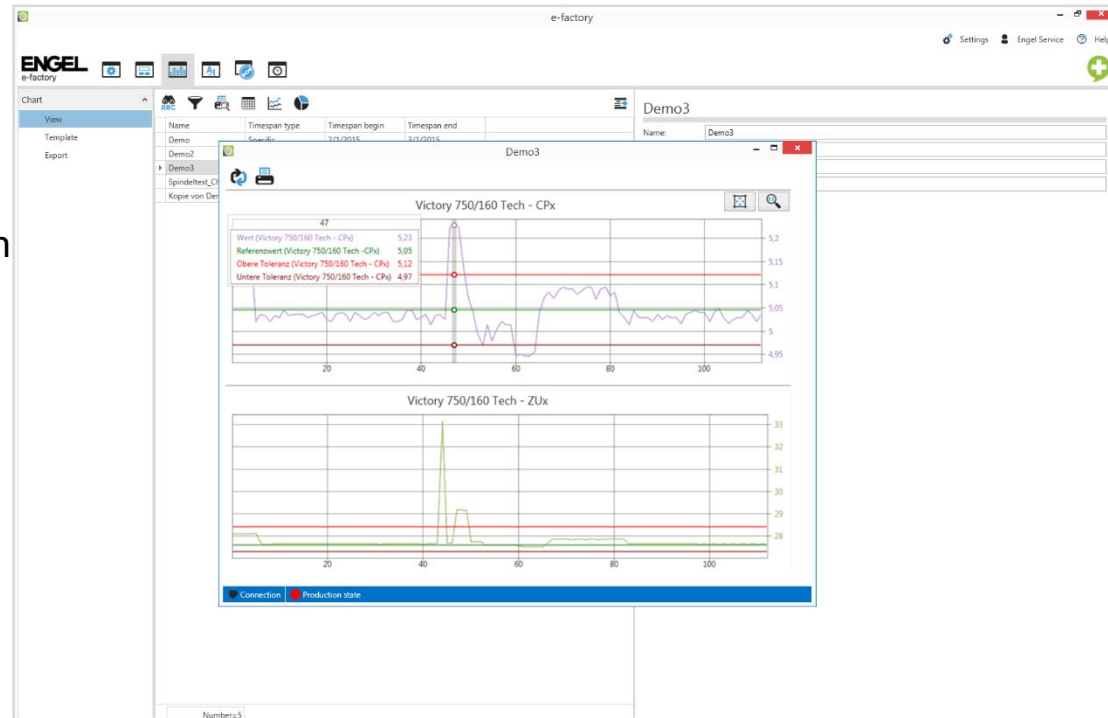 e-factory
Settings Engel Service Help
ENGEL
e-factory
Chart
View
Template
Export
ABC
Name Timespan type Timespan begin Timespan end
Demo Specific 2/1/2015 3/1/2015
Demo2
Demo3
Spindeltest_
Kopie von
Number=5
Demo3
Name: Demo3
n
Demo3
Victory 750/160 Tech - CPx
47
Wert (Victory 750/160 Tech - CPx) 5,23
Referenzwert (Victory 750/160 Tech -CPx) 5,05
Obere Toleranz (Victory 750/160 Tech - CPx) 5,12
Untere Toleranz (Victory 750/160 Tech - CPx) 4,97
5,2
5,15
5,1
5,05
5
4,95
20 40 60 80 100
Victory 750/160 Tech - ZUx
33
32
31
30
29
28
20 40 60 80 100
Connection Production state